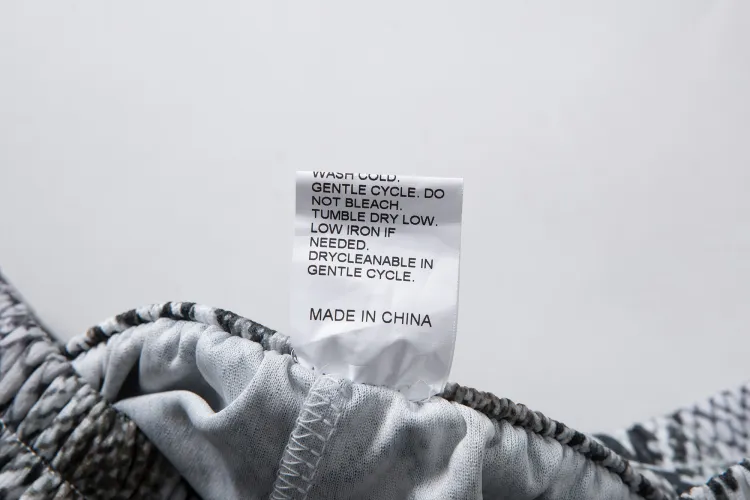 WASH COLD.
GENTLE CYCLE. DO
NOT BLEACH.
TUMBLE DRY LOW.
LOW IRON IF
NEEDED.
DRYCLEANABLE IN
GENTLE CYCLE.
MADE IN CHINA